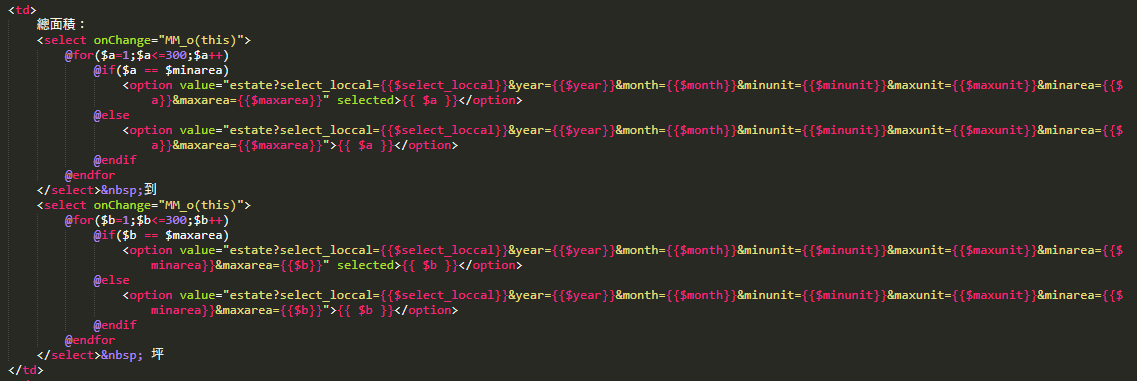 <td>
總面積：
<select onChange="MM_o(this)">
@for($a=1;$a<=300;$a++)
@if($a == $minarea)
<option value="estate?select_loccal={{$select_loccal}}&year={{$year}}&month={{$month}}&minunit={{$minunit}}&maxunit={{$maxunit}}&minarea={{$
a}}&maxarea={{$maxarea}}" selected>{{ $a }}</option>
@else
<option value="estate?select_loccal={{$select_loccal}}&year={{$year}}&month={{$month}}&minunit={{$minunit}}&maxunit={{$maxunit}}&minarea={{$
a}}&maxarea={{$maxarea}}">{{ $a }}</option>
@endif
@endfor
</select>&nbsp;到
<select onChange="MM_o(this)">
@for($b=1;$b<=300;$b++)
@if($b == $maxarea)
<option value="estate?select_loccal={{$select_loccal}}&year={{$year}}&month={{$month}}&minunit={{$minunit}}&maxunit={{$maxunit}}&minarea={{$
minarea}}&maxarea={{$b}}" selected>{{ $b }}</option>
@else
<option value="estate?select_loccal={{$select_loccal}}&year={{$year}}&month={{$month}}&minunit={{$minunit}}&maxunit={{$maxunit}}&minarea={{$
minarea}}&maxarea={{$b}}">{{ $b }}</option>
@endif
@endfor
</select>&nbsp; 坪
</td>